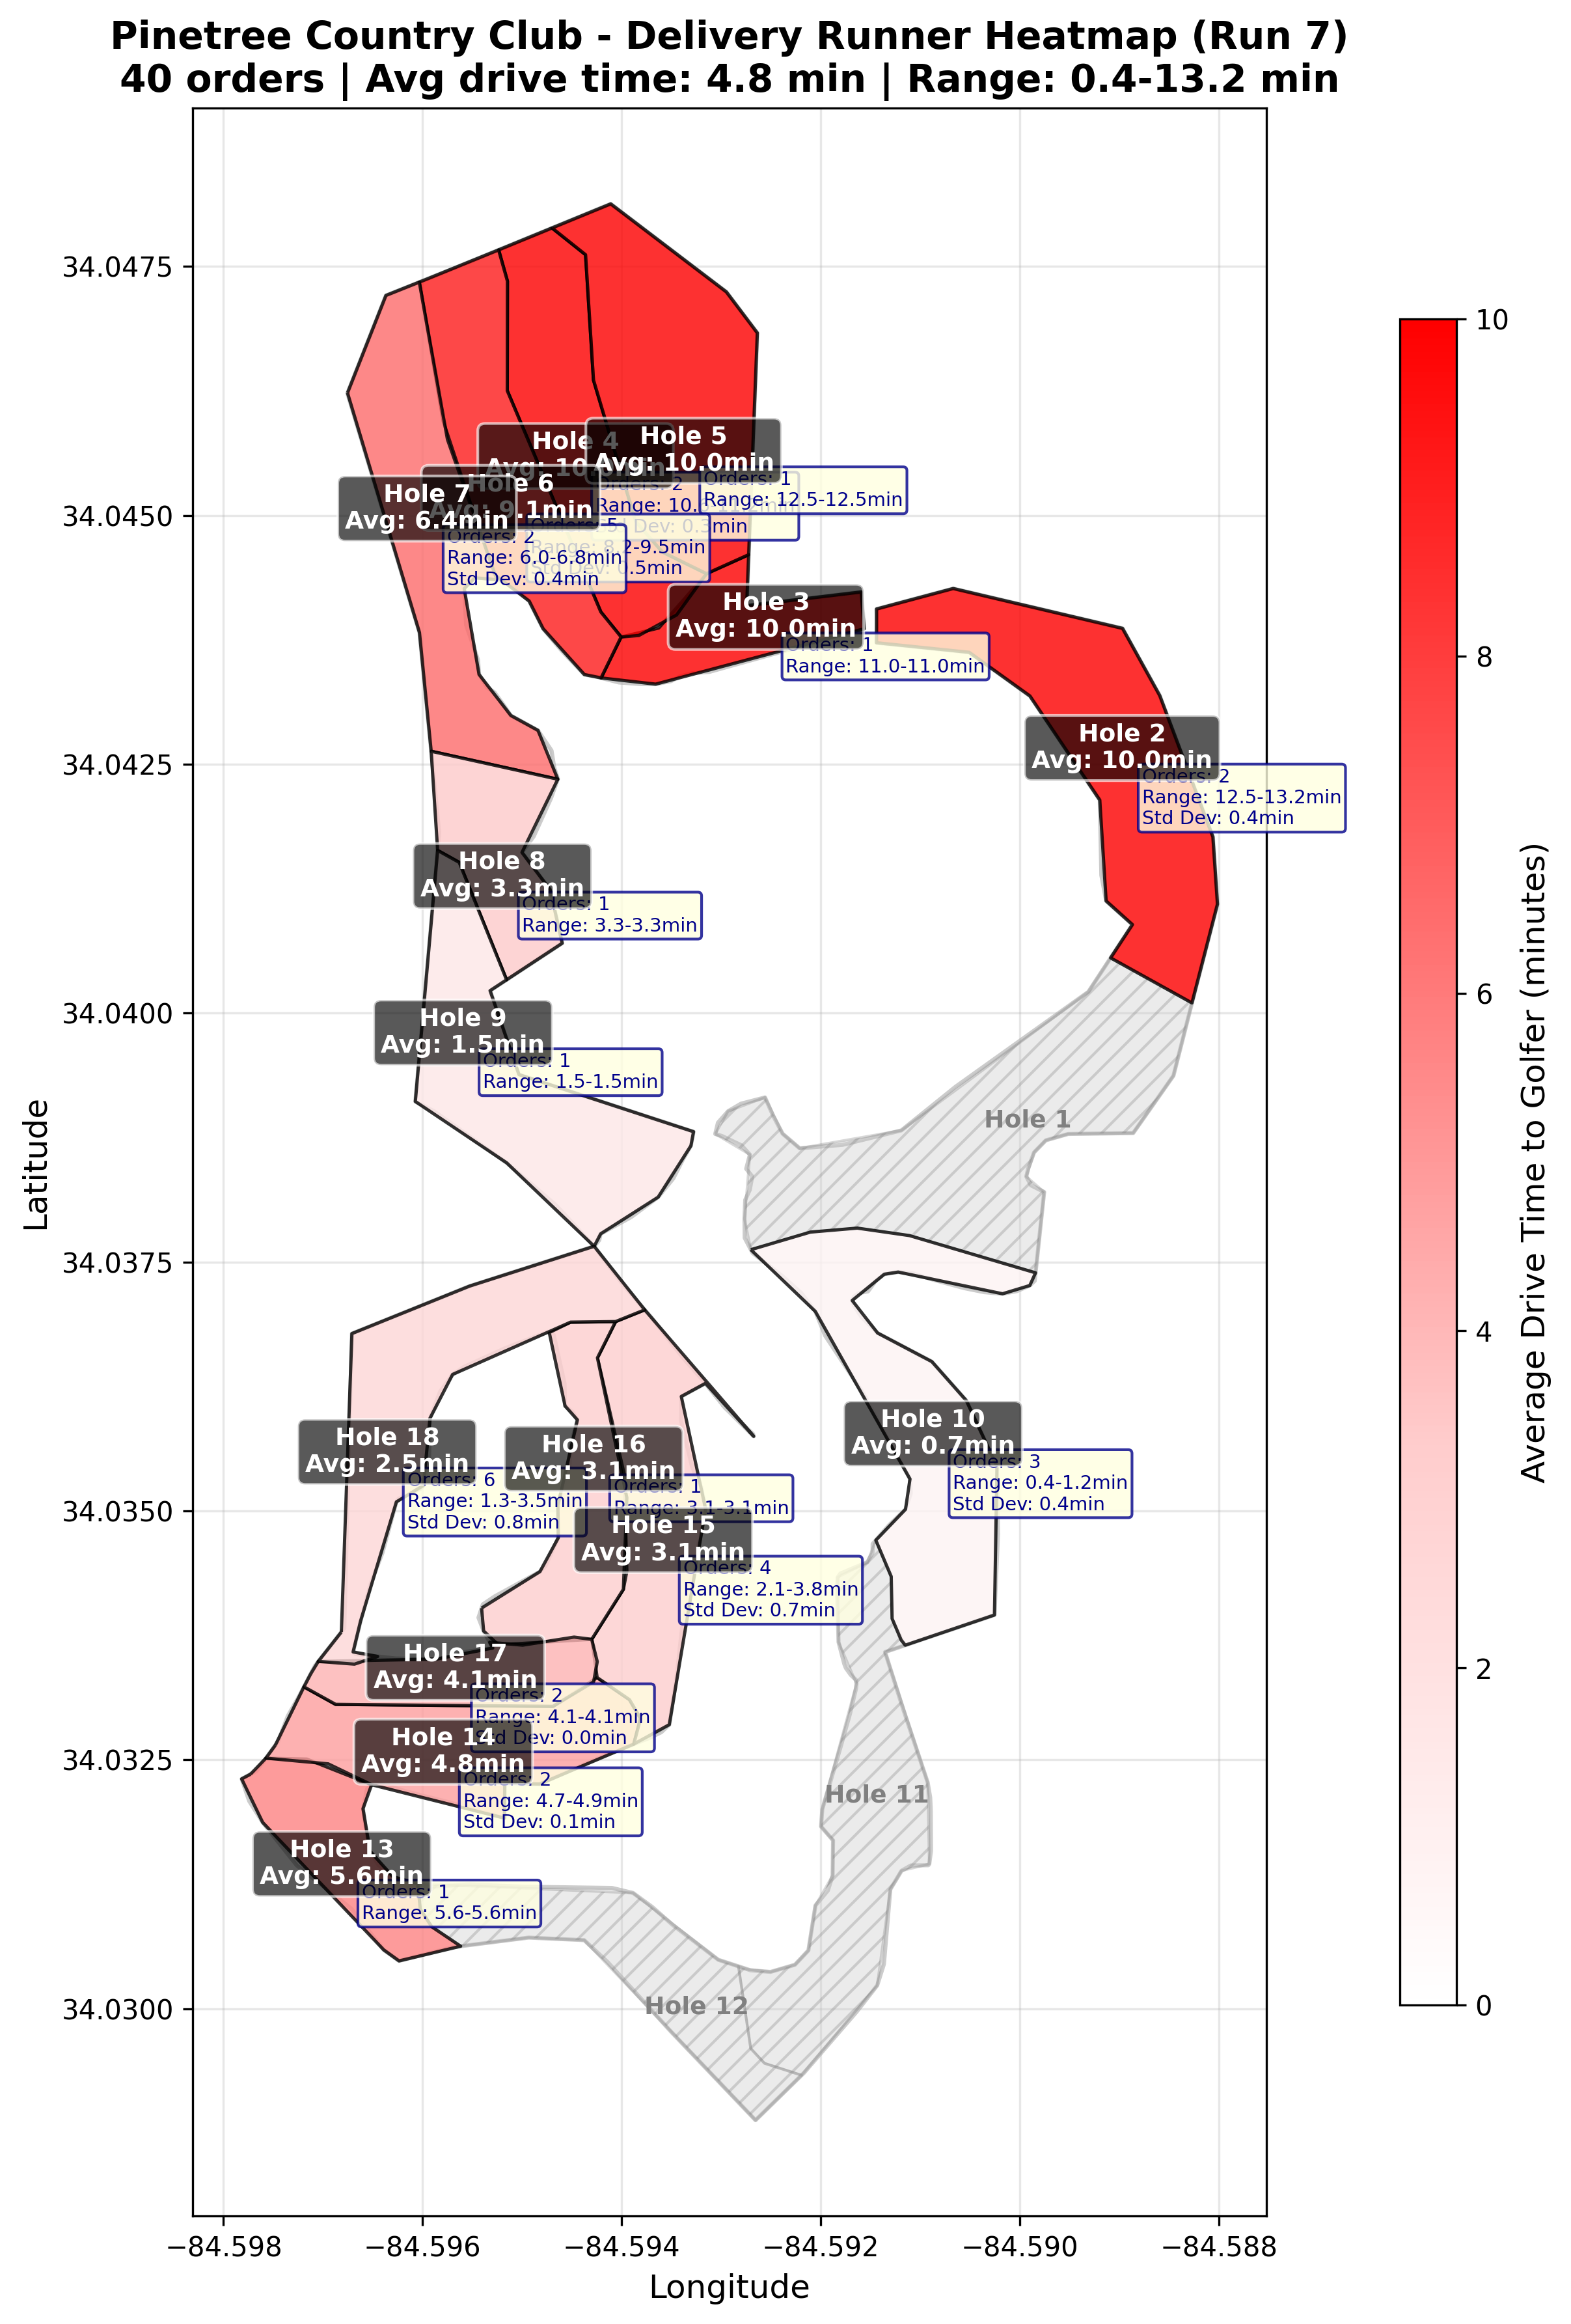 Pinetree Country Club - Delivery Runner Heatmap (Run 7)
40 orders | Avg drive time: 4.8 min | Range: 0.4-13.2 min
Latitude
34.0475
34.0450
34.0425
34.0400
34.0375
34.0350
34.0325
34.0300
Hole 4
Avg: 10.
Hole 5
Avg: 10.0min
Orders: 1
Range: 12.5-12.5min
Hole 6
.1min
Orders: 2
Range: 10.
Std Dev: 0.3min
Hole 7
Avg: 6.4min
Orders: 5
Range: 8.2-9.5min
Std Dev: 0.5min
Orders: 2
Range: 6.0-6.8min
Std Dev: 0.4min
Hole 3
Avg: 10.0min
Orders: 1
Range: 11.0-11.0min
Hole 2
Avg: 10.0min
Orders: 2
Range: 12.5-13.2min
Std Dev: 0.4min
Hole 8
Avg: 3.3min
Orders: 1
Range: 3.3-3.3min
Hole 9
Avg: 1.5min
Orders: 1
Range: 1.5-1.5min
Hole 1
Hole 10
Avg: 0.7min
Orders: 3
Range: 0.4-1.2min
Std Dev: 0.4min
Hole 18
Avg: 2.5min
Orders: 6
Range: 1.3-3.5min
Std Dev: 0.8min
Hole 16
Avg: 3.1min
Orders: 1
Range: 3.1-3.1min
Hole 15
Avg: 3.1min
Orders: 4
Range: 2.1-3.8min
Std Dev: 0.7min
Hole 17
Avg: 4.1min
Orders: 2
Range: 4.1-4.1min
Std Dev: 0.0min
Hole 14
Avg: 4.8min
Orders: 2
Range: 4.7-4.9min
Std Dev: 0.1min
Hole 11
Hole 13
Avg: 5.6min
Orders: 1
Range: 5.6-5.6min
Hole 12
−84.598
−84.596
−84.594
−84.592
−84.590
−84.588
Longitude
10
8
6
4
2
0
Average Drive Time to Golfer (minutes)